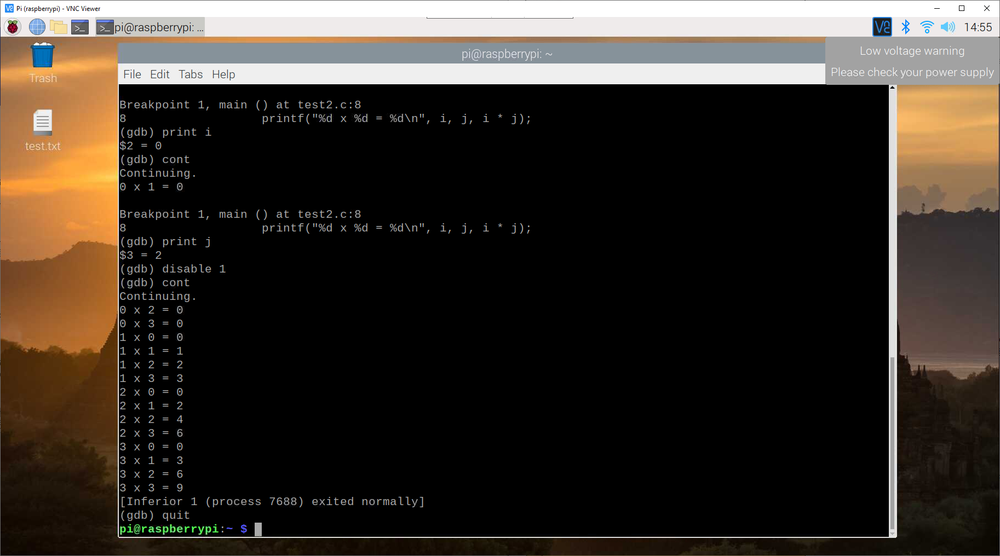 Pi (raspberrypi) - VNC Viewer
pi@raspberrypi: ...
14:55
Low voltage warning
Please check your power supply
Trash
test.txt
pi@raspberrypi: ~
File Edit Tabs Help
Breakpoint 1, main () at test2.c:8
8                   printf("%d x %d = %d\n", i, j, i * j);
(gdb) print i
$2 = 0
(gdb) cont
Continuing.
0 x 1 = 0
Breakpoint 1, main () at test2.c:8
8                   printf("%d x %d = %d\n", i, j, i * j);
(gdb) print j
$3 = 2
(gdb) disable 1
(gdb) cont
Continuing.
0 x 2 = 0
0 x 3 = 0
1 x 0 = 0
1 x 1 = 1
1 x 2 = 2
1 x 3 = 3
2 x 0 = 0
2 x 1 = 2
2 x 2 = 4
2 x 3 = 6
3 x 0 = 0
3 x 1 = 3
3 x 2 = 6
3 x 3 = 9
[Inferior 1 (process 7688) exited normally]
(gdb) quit
pi@raspberrypi:~ $